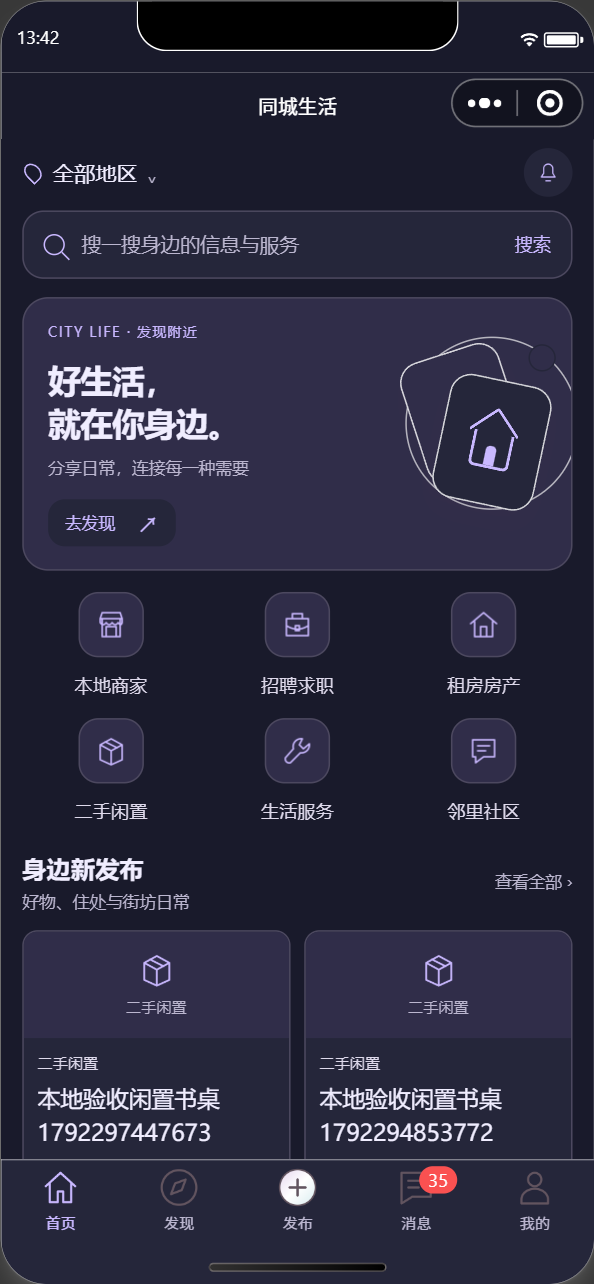 13:42
同城生活
全部地区
搜一搜身边的信息与服务 搜索
CITY LIFE · 发现附近
好生活，
就在你身边。
分享日常，连接每一种需要
去发现 ↗
本地商家 招聘求职 租房房产
二手闲置 生活服务 邻里社区
身边新发布
查看全部 ›
好物、住处与街坊日常
二手闲置 二手闲置
二手闲置 二手闲置
本地验收闲置书桌 本地验收闲置书桌
1792297447673 1792294853772
35
首页 发现 发布 消息 我的